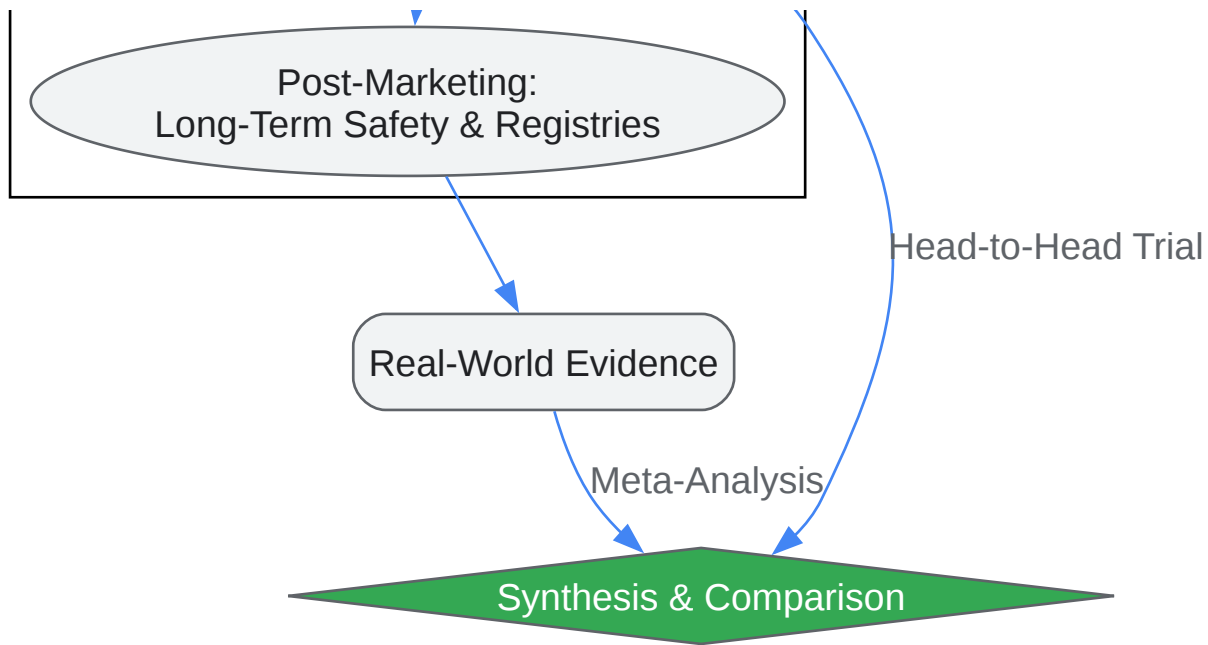 Post-Marketing:
Long-Term Safety & Registries
Head-to-Head Trial
Real-World Evidence
Meta-Analysis
Synthesis & Comparison